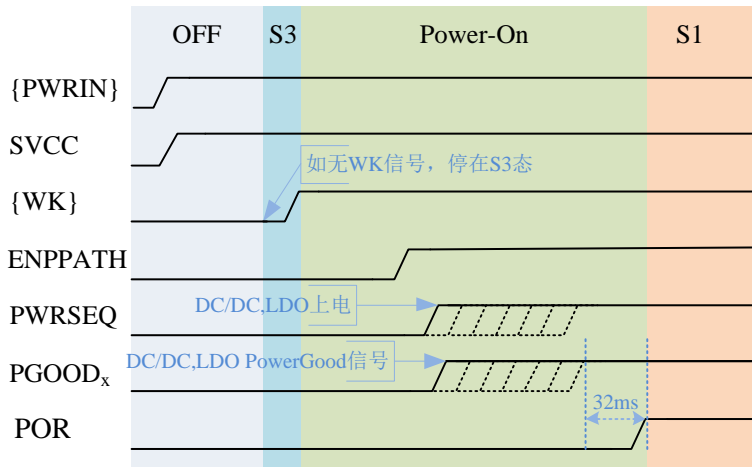 OFF S3 Power-On S1
{PWRIN}
SVCC
如无WK信号，停在S3态
{WK}
ENPPATH
DC/DC,LDO上电
PWRSEQ
DC/DC,LDO PowerGood信号
PGOODx
32ms
POR